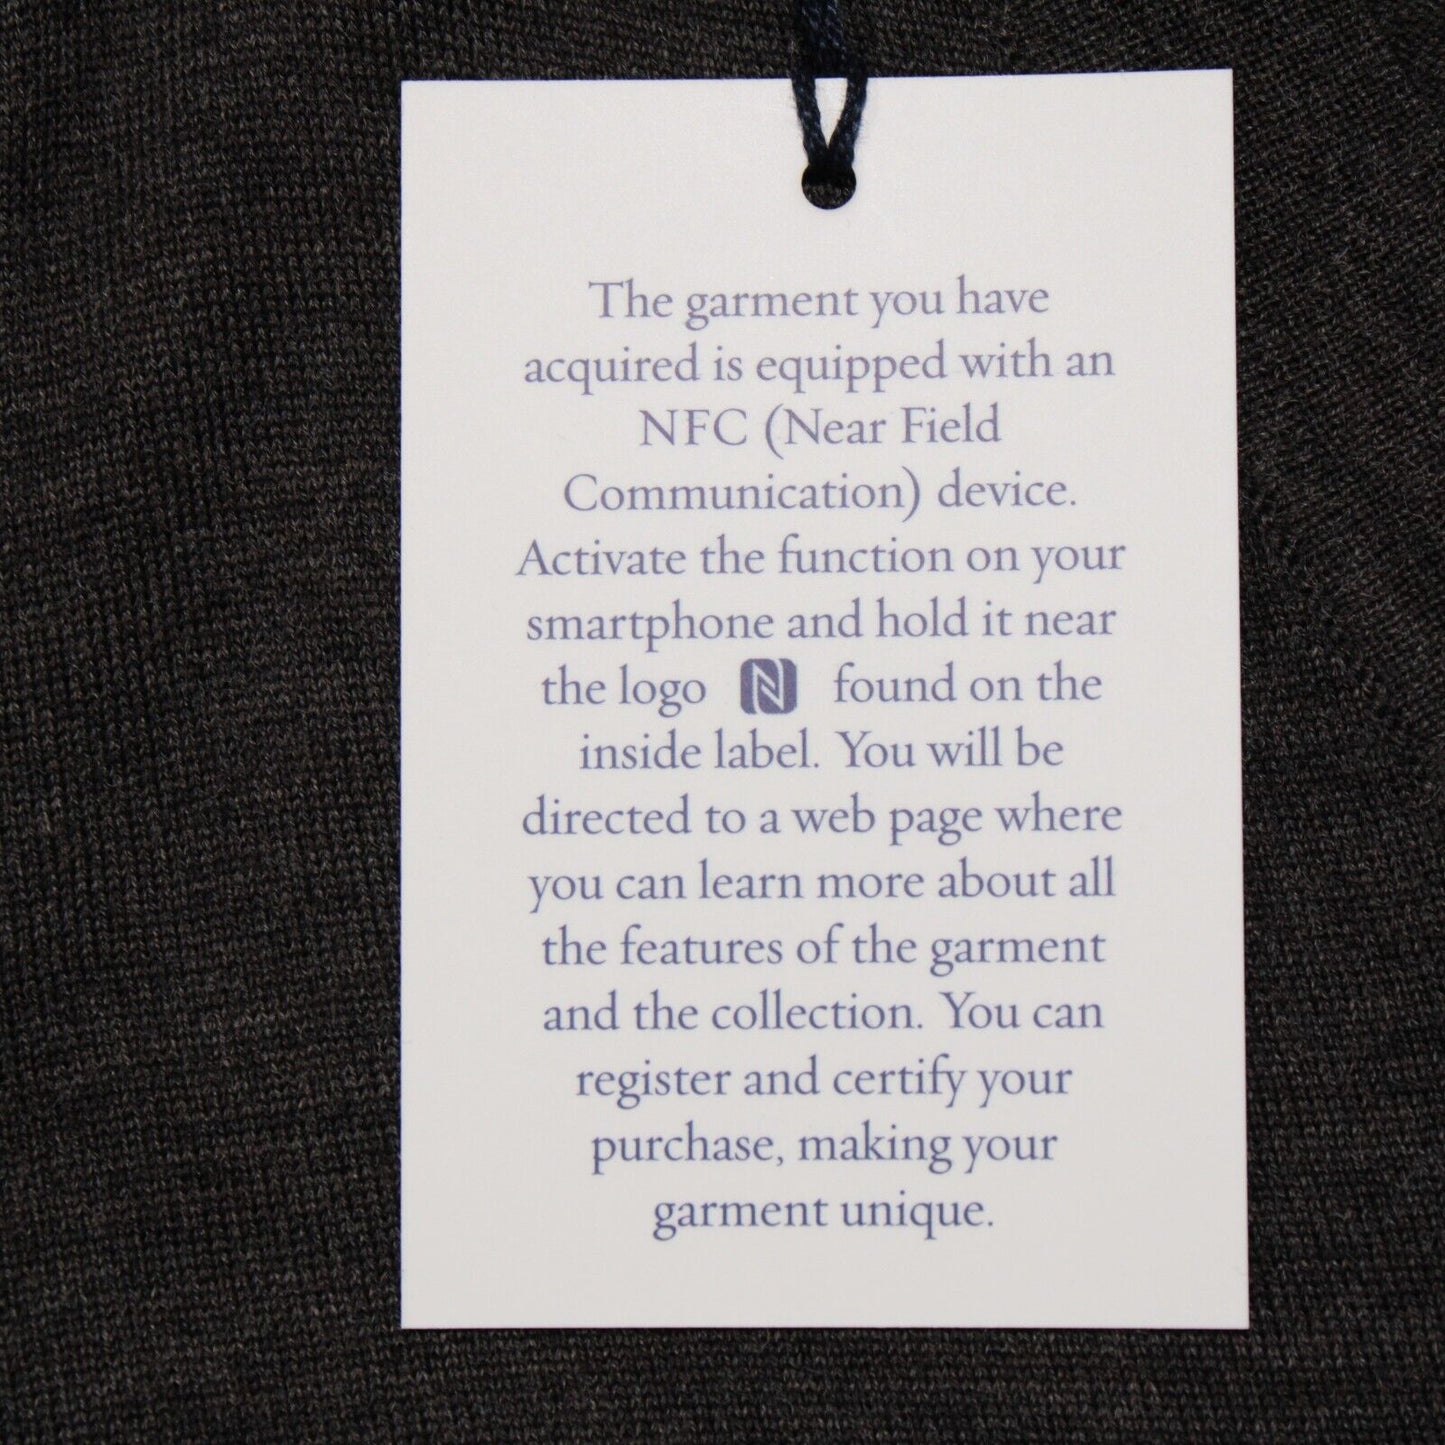 The garment you have
acquired is equipped with an
NFC (Near Field
Communication) device.
Activate the function on your
smartphone and hold it near
the logo N found on the
inside label. You will be
directed to a web page where
you can learn more about all
the features of the garment
and the collection. You can
register and certify your
purchase, making your
garment unique.